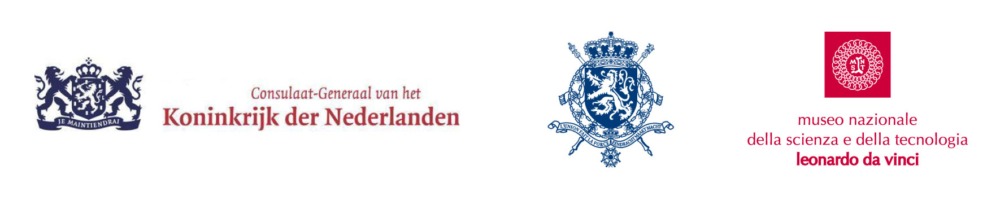 JE MAINTIENDRAI
Consulaat-Generaal van het
Koninkrijk der Nederlanden
L'UNION FAIT LA FORCE EENDRACHT MAAKT MACHT
M N
S T
museo nazionale
della scienza e della tecnologia
leonardo da vinci